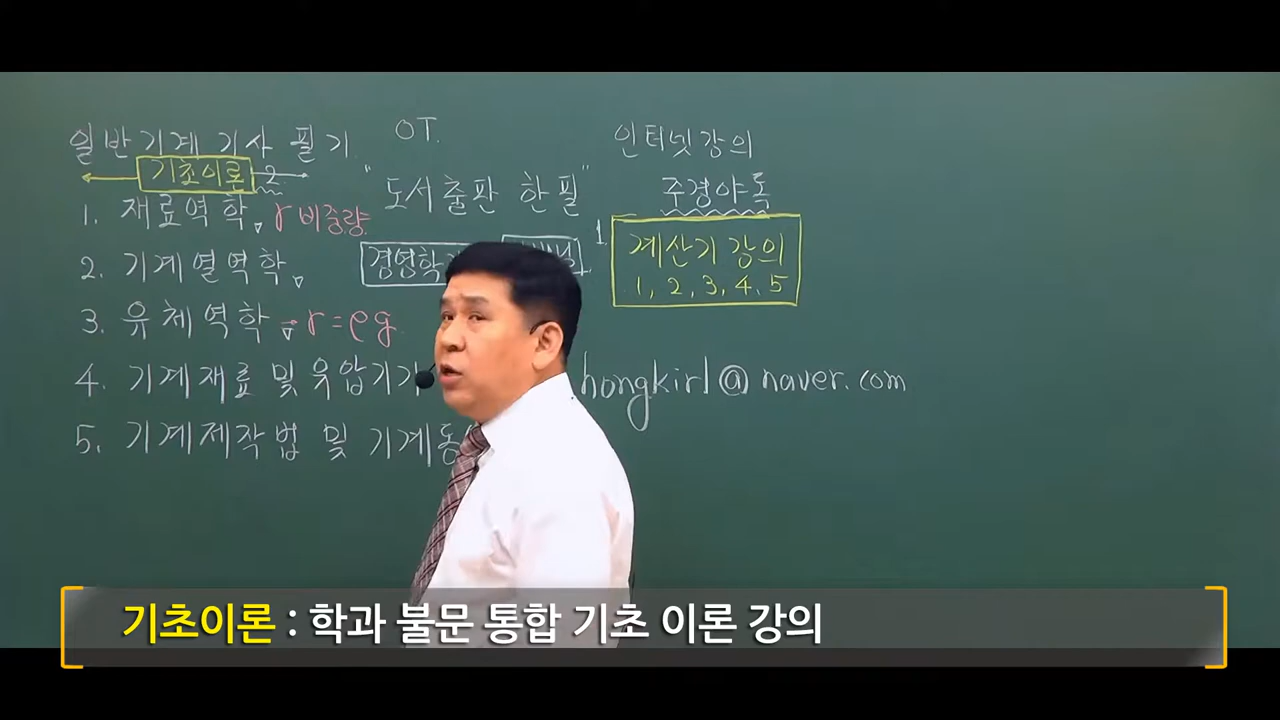 일반기계 기사 필기
기초이론 2
1. 재료역학, r 비중량
2. 기계열역학,
3. 유체역학, → r = ρg
4. 기계재료 및 유압기기
5. 기계제작법 및 기계동
OT.
"도서출판 한필"
경영학
인터넷강의
주경야독
1. 계산기 강의
1, 2, 3, 4, 5
hongkirl@naver.com
기초이론 : 학과 불문 통합 기초 이론 강의